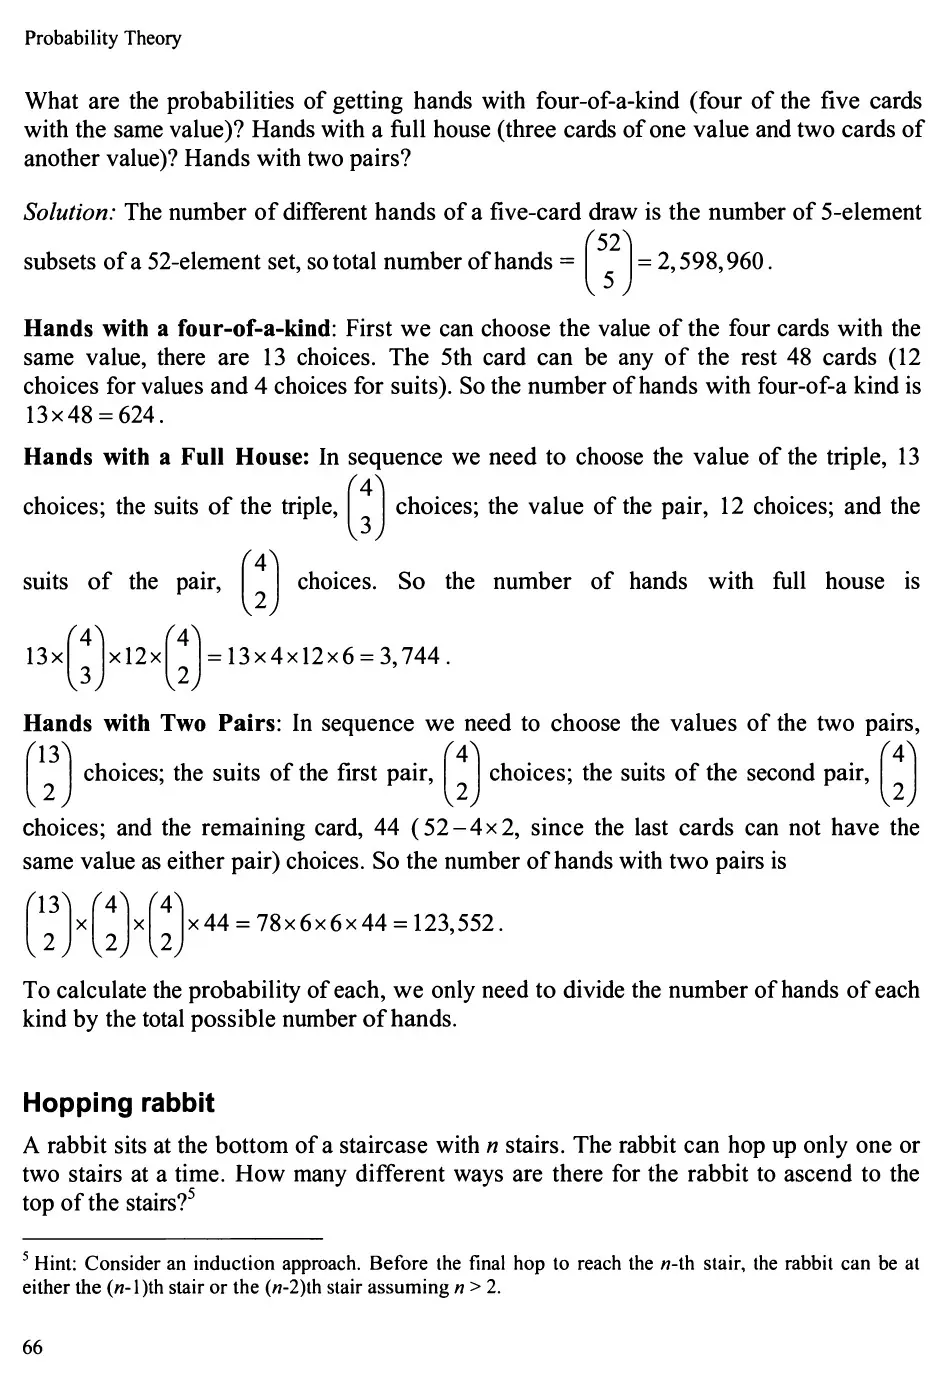 Probability Theory
What are the probabilities of getting hands with four-of-a-kind (four of the five cards
with the same value)? Hands with a full house (three cards of one value and two cards of
another value)? Hands with two pairs?
Solution: The number of different hands of a five-card draw is the number of 5-element
subsets of a 52-element set, so total number of hands = (52 5) = 2,598,960.
Hands with a four-of-a-kind: First we can choose the value of the four cards with the
same value, there are 13 choices. The 5th card can be any of the rest 48 cards (12
choices for values and 4 choices for suits). So the number of hands with four-of-a kind is
13×48 = 624.
Hands with a Full House: In sequence we need to choose the value of the triple, 13
choices; the suits of the triple, (4 3) choices; the value of the pair, 12 choices; and the
suits of the pair, (4 2) choices. So the number of hands with full house is
13×(4 3)×12×(4 2) = 13×4×12×6 = 3,744.
Hands with Two Pairs: In sequence we need to choose the values of the two pairs,
(13 2) choices; the suits of the first pair, (4 2) choices; the suits of the second pair, (4 2)
choices; and the remaining card, 44 (52−4×2, since the last cards can not have the
same value as either pair) choices. So the number of hands with two pairs is
(13 2)×(4 2)×(4 2)×44 = 78×6×6×44 = 123,552.
To calculate the probability of each, we only need to divide the number of hands of each
kind by the total possible number of hands.
Hopping rabbit
A rabbit sits at the bottom of a staircase with n stairs. The rabbit can hop up only one or
two stairs at a time. How many different ways are there for the rabbit to ascend to the
top of the stairs?⁵
⁵ Hint: Consider an induction approach. Before the final hop to reach the n-th stair, the rabbit can be at
either the (n-1)th stair or the (n-2)th stair assuming n > 2.
66